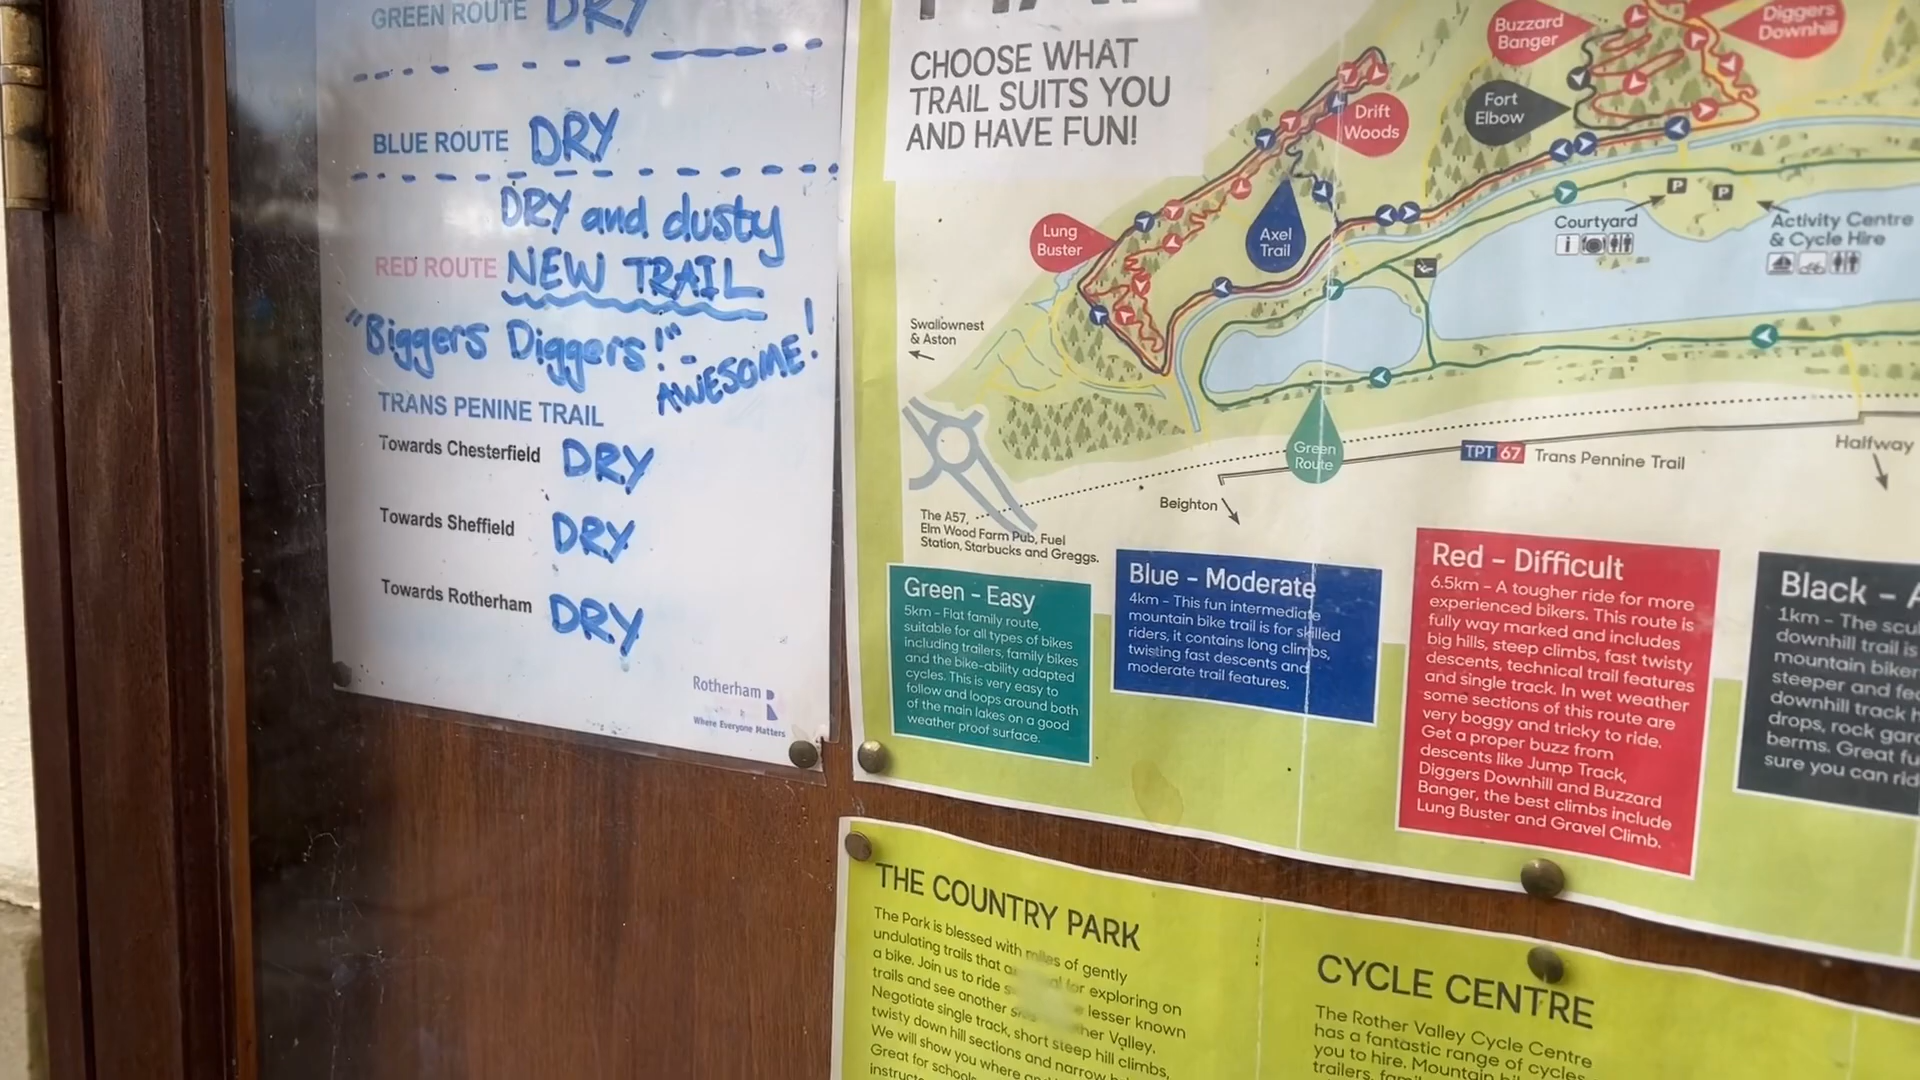 GREEN ROUTE DRY
BLUE ROUTE DRY
DRY and dusty
RED ROUTE NEW TRAIL
"Biggers Diggers!" -
AWESOME!
TRANS PENINE TRAIL
Towards Chesterfield DRY
Towards Sheffield DRY
Towards Rotherham DRY
Rotherham
Where Everyone Matters
CHOOSE WHAT
TRAIL SUITS YOU
AND HAVE FUN!
Buzzard
Banger
Diggers
Downhill
Drift
Woods
Fort
Elbow
Lung
Buster
Axel
Trail
P
P
Courtyard
Activity Centre
& Cycle Hire
Swallownest
& Aston
Green
Route
TPT 67 Trans Pennine Trail
Halfway
Beighton
The A57,
Elm Wood Farm Pub, Fuel
Station, Starbucks and Greggs.
Green - Easy
5km - Flat family route,
suitable for all types of bikes
including trailers, family bikes
and the bike-ability adapted
cycles. This is very easy to
follow and loops around both
of the main lakes on a good
weather proof surface.
Blue - Moderate
4km - This fun intermediate
mountain bike trail is for skilled
riders, it contains long climbs,
twisting fast descents and
moderate trail features.
Red - Difficult
6.5km - A tougher ride for more
experienced bikers. This route is
fully way marked and includes
big hills, steep climbs, fast twisty
descents, technical trail features
and single track. In wet weather
some sections of this route are
very boggy and tricky to ride.
Get a proper buzz from
descents like Jump Track,
Diggers Downhill and Buzzard
Banger, the best climbs include
Lung Buster and Gravel Climb.
Black -
1km - The
downhill trail is
mountain biker
steeper and
downhill track
drops, rock
berms. Great
sure you can
THE COUNTRY PARK
The Park is blessed with miles of gently
undulating trails that for exploring on
a bike. Join us to ride lesser known
trails and see another Valley.
Negotiate single track, short steep hill climbs,
twisty down hill sections and narrow
We will show you where
Great for schools
CYCLE CENTRE
The Rother Valley Cycle Centre
has a fantastic range of cycles
you to hire. Mountain
trailers,